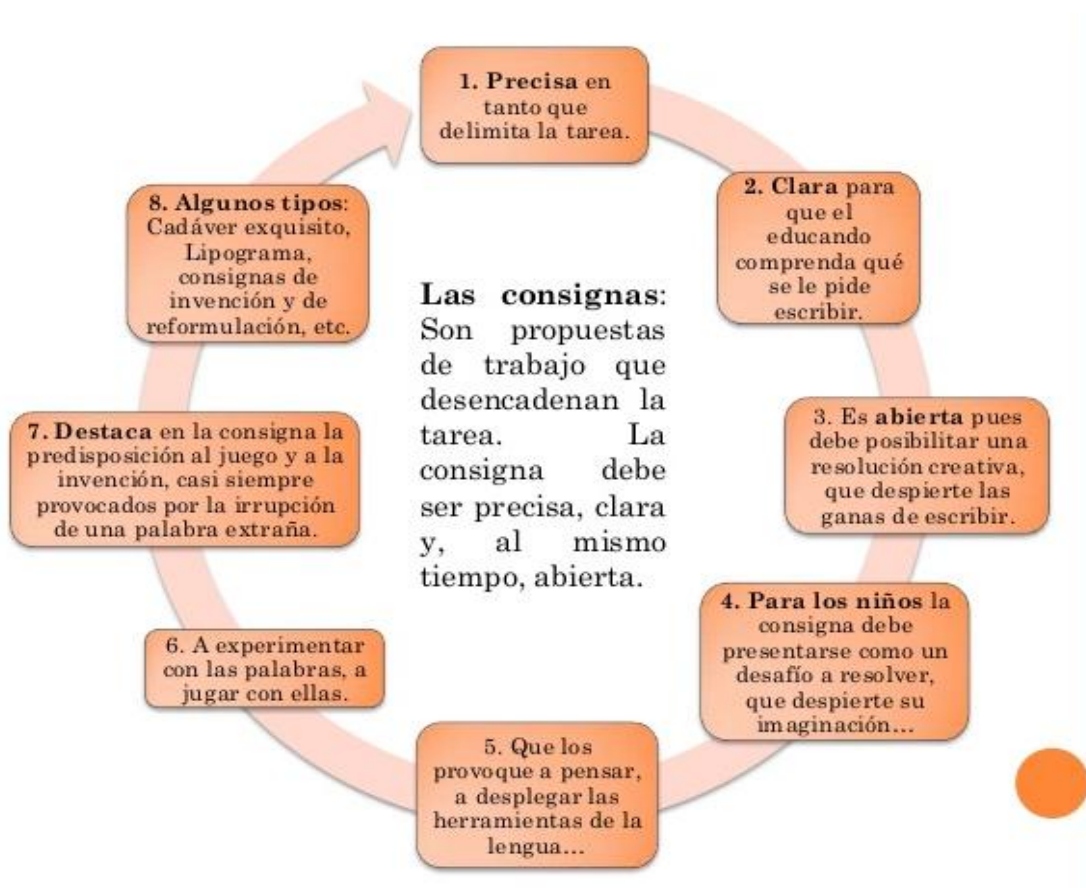 1. Precisa en
tanto que
delimita la tarea.
2. Clara para
que el
educando
comprenda qué
se le pide
escribir.
3. Es abierta pues
debe posibilitar una
resolución creativa,
que despierte las
ganas de escribir.
4. Para los niños la
consigna debe
presentarse como un
desafío a resolver,
que despierte su
imaginación...
5. Que los
provoque a pensar,
a desplegar las
herramientas de la
lengua...
6. A experimentar
con las palabras, a
jugar con ellas.
7. Destaca en la consigna la
predisposición al juego y a la
invención, casi siempre
provocados por la irrupción
de una palabra extraña.
8. Algunos tipos:
Cadáver exquisito,
Lipograma,
consignas de
invención y de
reformulación, etc.
Las consignas:
Son propuestas
de trabajo que
desencadenan la
tarea. La
consigna debe
ser precisa, clara
y, al mismo
tiempo, abierta.